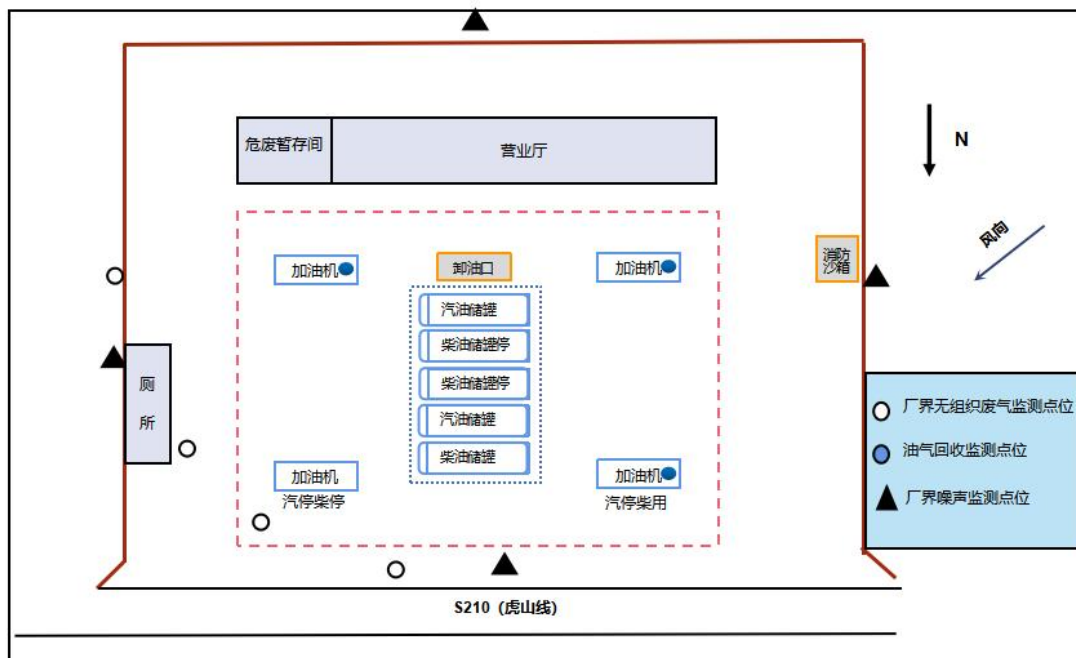 危废暂存间
营业厅
N
风向
消防
沙箱
加油机
卸油口
加油机
汽油储罐
柴油储罐停
柴油储罐停
汽油储罐
柴油储罐
厕
所
加油机
汽停柴停
加油机
汽停柴用
厂界无组织废气监测点位
油气回收监测点位
厂界噪声监测点位
S210（虎山线）